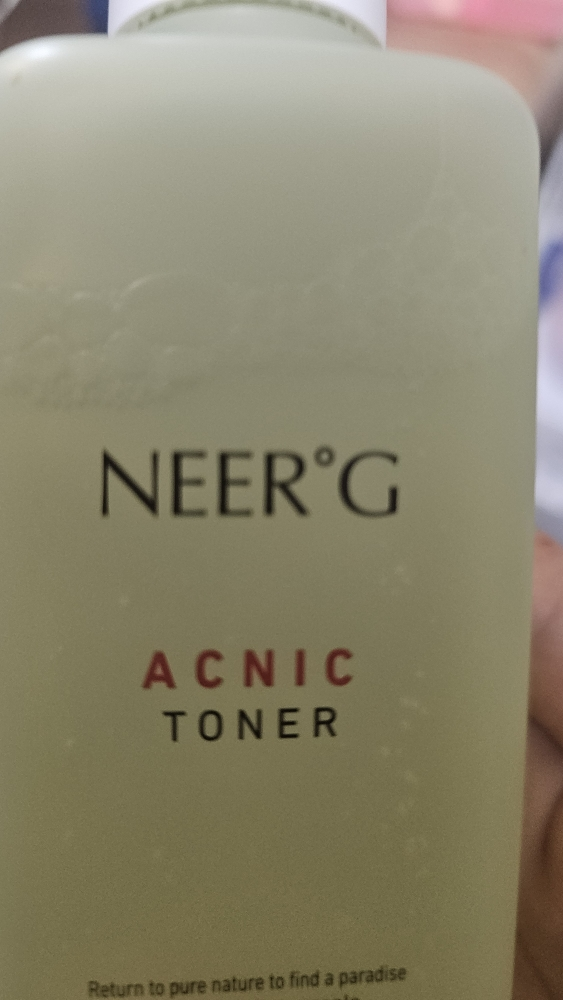 NEER°G
ACNIC
TONER
Return to pure nature to find a paradise